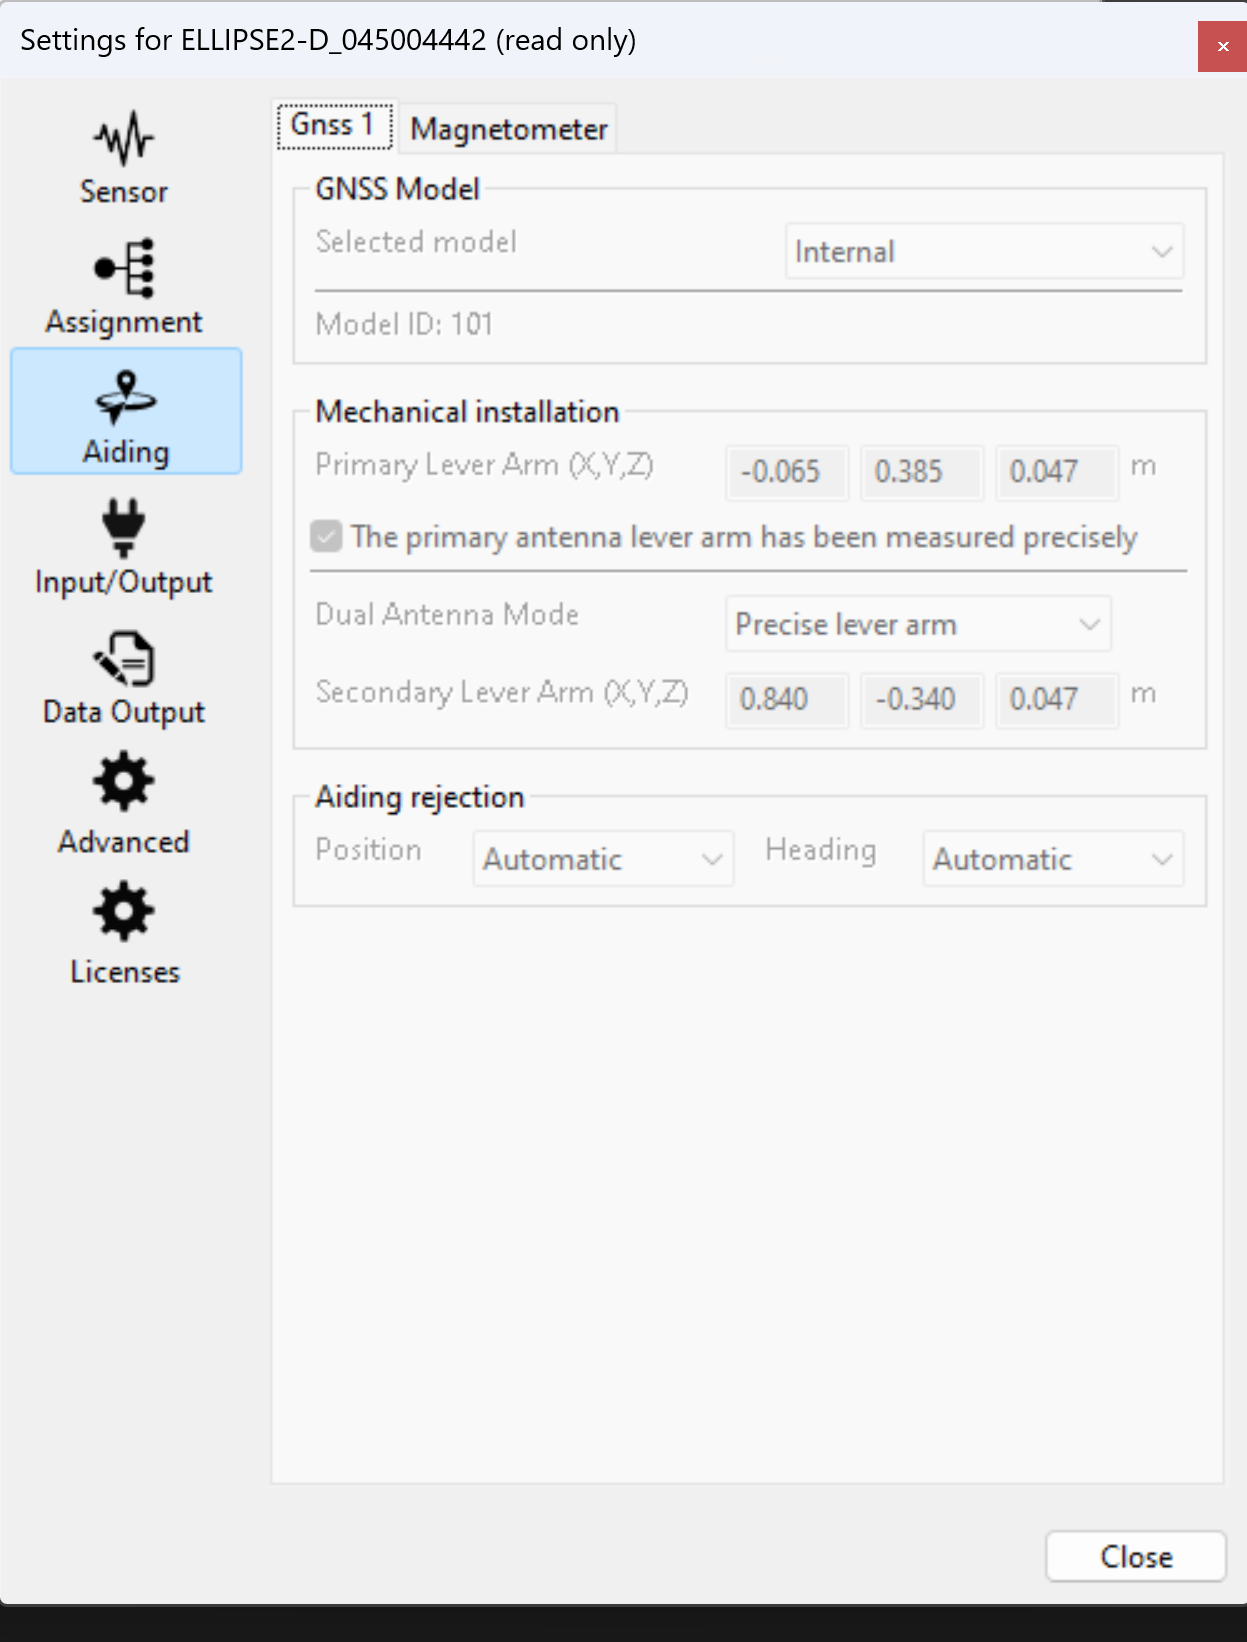 Settings for ELLIPSE2-D_045004442 (read only)
Sensor
Assignment
Aiding
Input/Output
Data Output
Advanced
Licenses
Gnss 1 Magnetometer
GNSS Model
Selected model Internal
Model ID: 101
Mechanical installation
Primary Lever Arm (X,Y,Z) -0.065 0.385 0.047 m
The primary antenna lever arm has been measured precisely
Dual Antenna Mode Precise lever arm
Secondary Lever Arm (X,Y,Z) 0.840 -0.340 0.047 m
Aiding rejection
Position Automatic Heading Automatic
Close